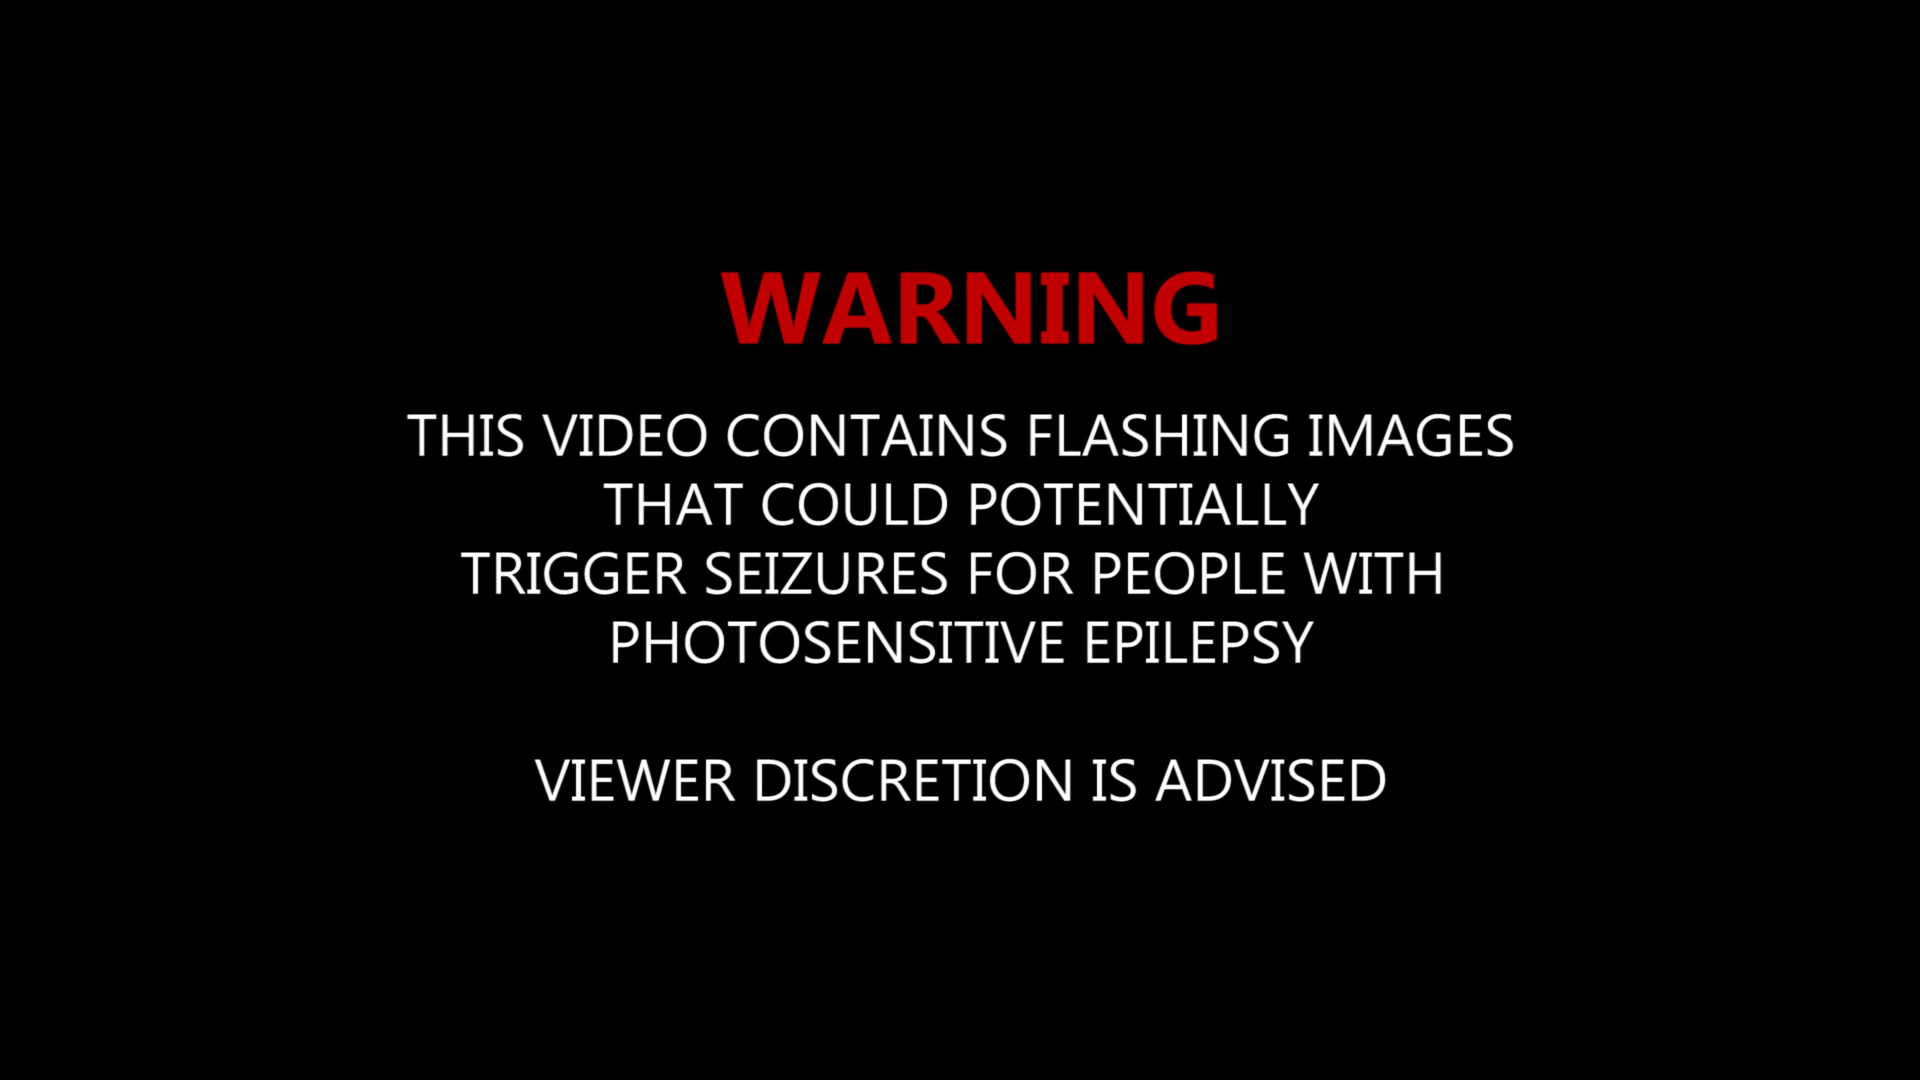 WARNING
THIS VIDEO CONTAINS FLASHING IMAGES
THAT COULD POTENTIALLY
TRIGGER SEIZURES FOR PEOPLE WITH
PHOTOSENSITIVE EPILEPSY
VIEWER DISCRETION IS ADVISED